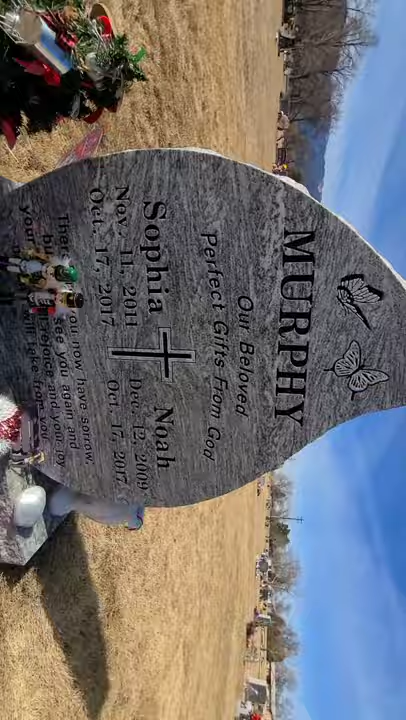 MURPHY
Our Beloved
Perfect Gifts From God
Sophia
Nov. 11, 2011
Oct. 17, 2017
Noah
Dec. 12, 2009
Oct. 17, 2017
you now have sorrow,
see you again and
rejoice and your joy
will take from you